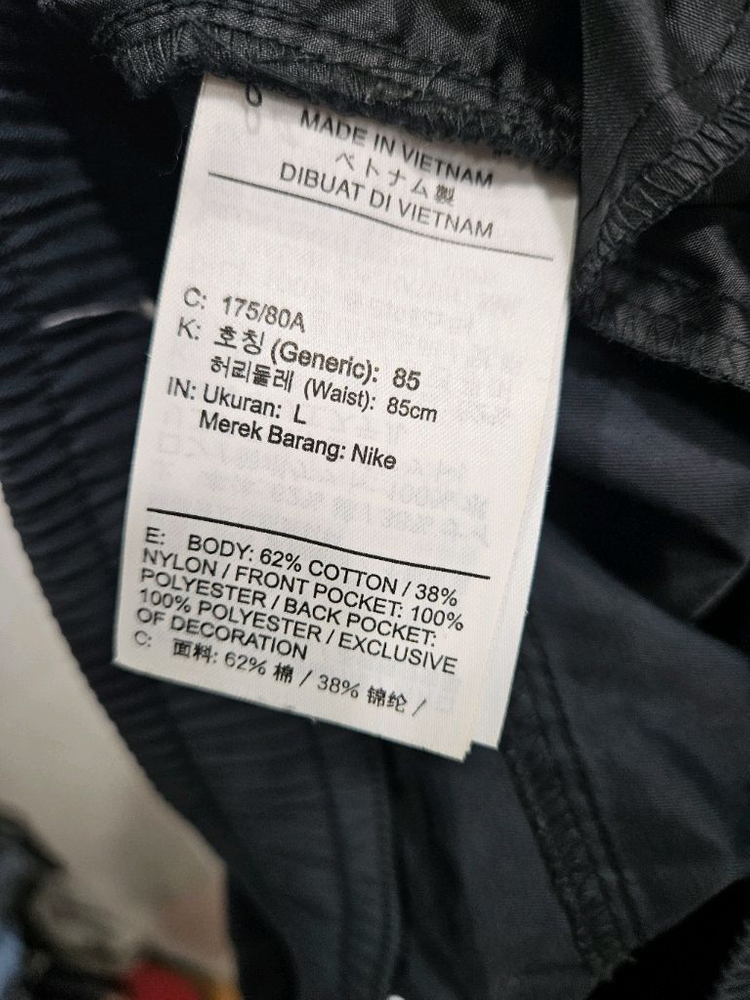 MADE IN VIETNAM
ベトナム製
DIBUAT DI VIETNAM
C: 175/80A
K: 호칭 (Generic): 85
허리둘레 (Waist): 85cm
IN: Ukuran: L
Merek Barang: Nike
E: BODY: 62% COTTON / 38%
NYLON / FRONT POCKET: 100%
POLYESTER / BACK POCKET:
100% POLYESTER / EXCLUSIVE
OF DECORATION
C: 面料: 62% 棉 / 38% 锦纶 /